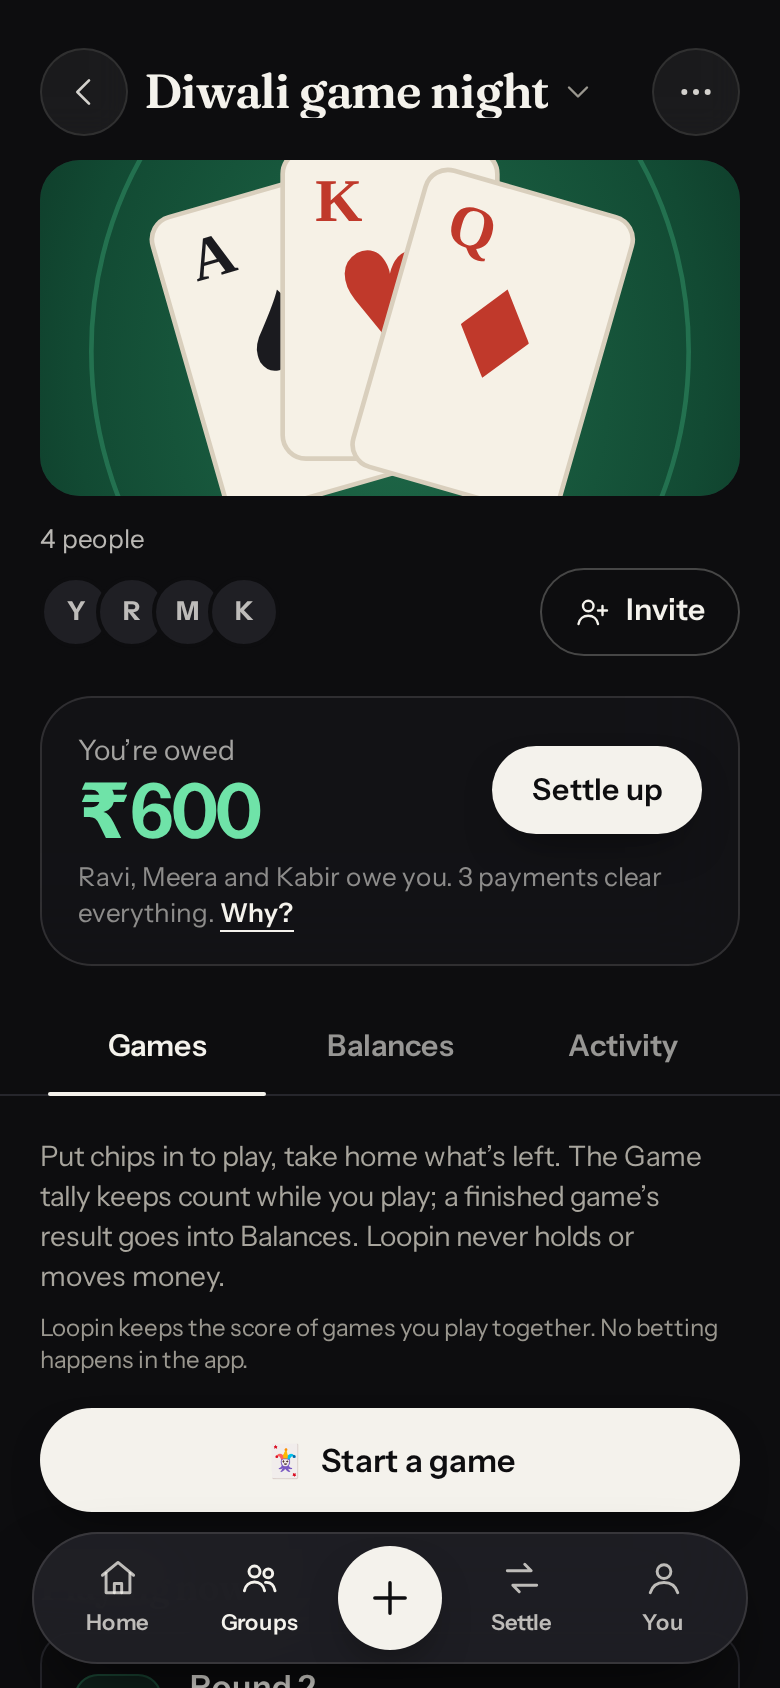 Diwali game night
A
K
Q
4 people
Y R M K
Invite
You’re owed
₹600
Settle up
Ravi, Meera and Kabir owe you. 3 payments clear
everything. Why?
Games Balances Activity
Put chips in to play, take home what’s left. The Game
tally keeps count while you play; a finished game’s
result goes into Balances. Loopin never holds or
moves money.
Loopin keeps the score of games you play together. No betting
happens in the app.
Start a game
Home Groups Settle You
Round 2